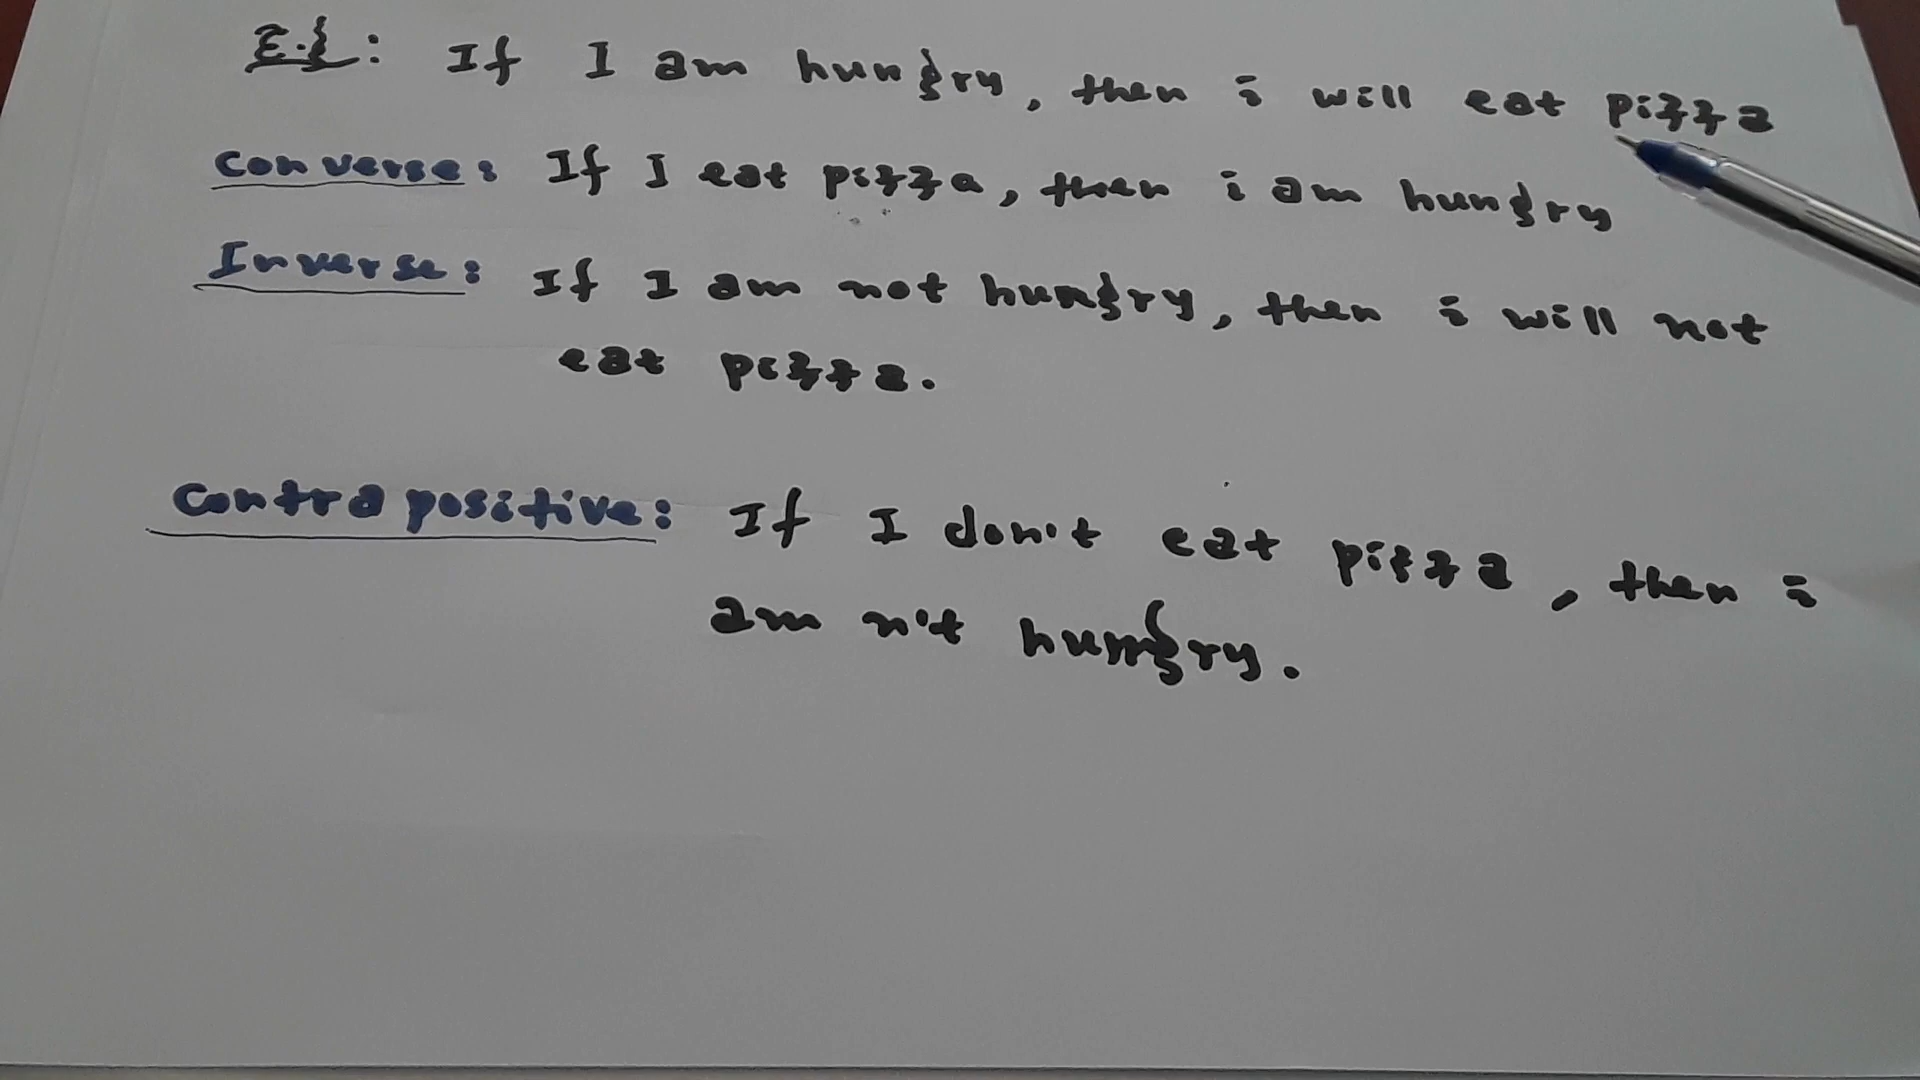 E.g: If I am hungry, then i will eat pizza
Converse: If I eat pizza, then i am hungry
Inverse: If I am not hungry, then i will not
eat pizza.
Contrapositive: If I don't eat pizza, then i
am n't hungry.